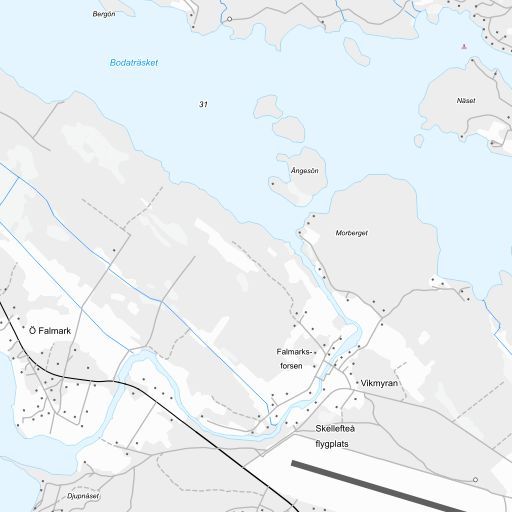 Bergön
Bodaträsket
31
Näset
Ängesön
Morberget
Ö Falmark
Falmarks-
forsen
Vikmyran
Skellefteå
flygplats
Djupnäset